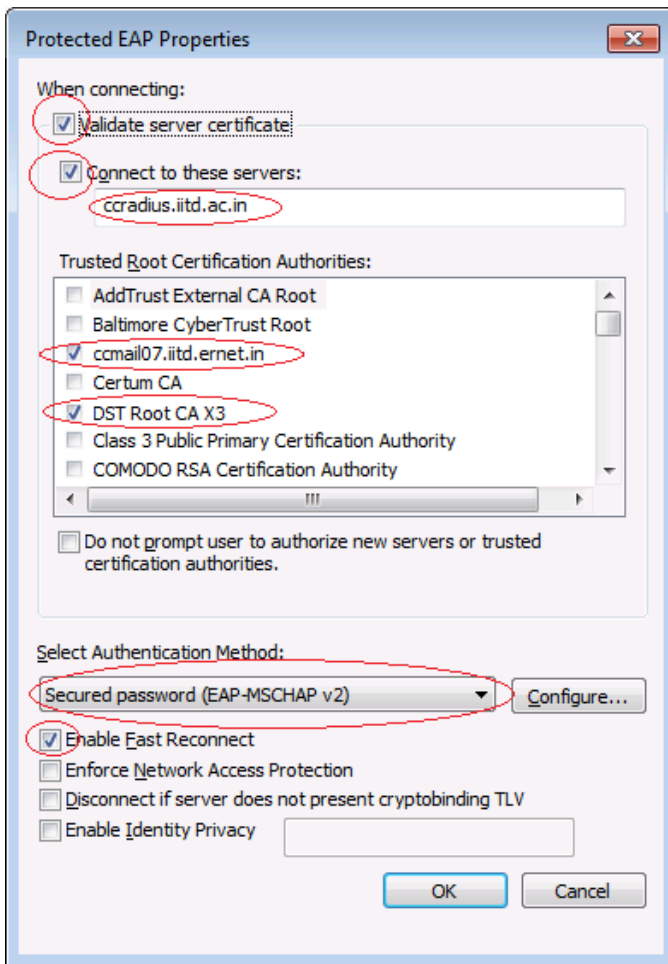 Protected EAP Properties
When connecting:
Validate server certificate
Connect to these servers:
ccradius.iitd.ac.in
Trusted Root Certification Authorities:
AddTrust External CA Root
Baltimore CyberTrust Root
ccmail07.iitd.ernet.in
Certum CA
DST Root CA X3
Class 3 Public Primary Certification Authority
COMODO RSA Certification Authority
Do not prompt user to authorize new servers or trusted
certification authorities.
Select Authentication Method:
Secured password (EAP-MSCHAP v2) Configure...
Enable Fast Reconnect
Enforce Network Access Protection
Disconnect if server does not present cryptobinding TLV
Enable Identity Privacy
OK Cancel